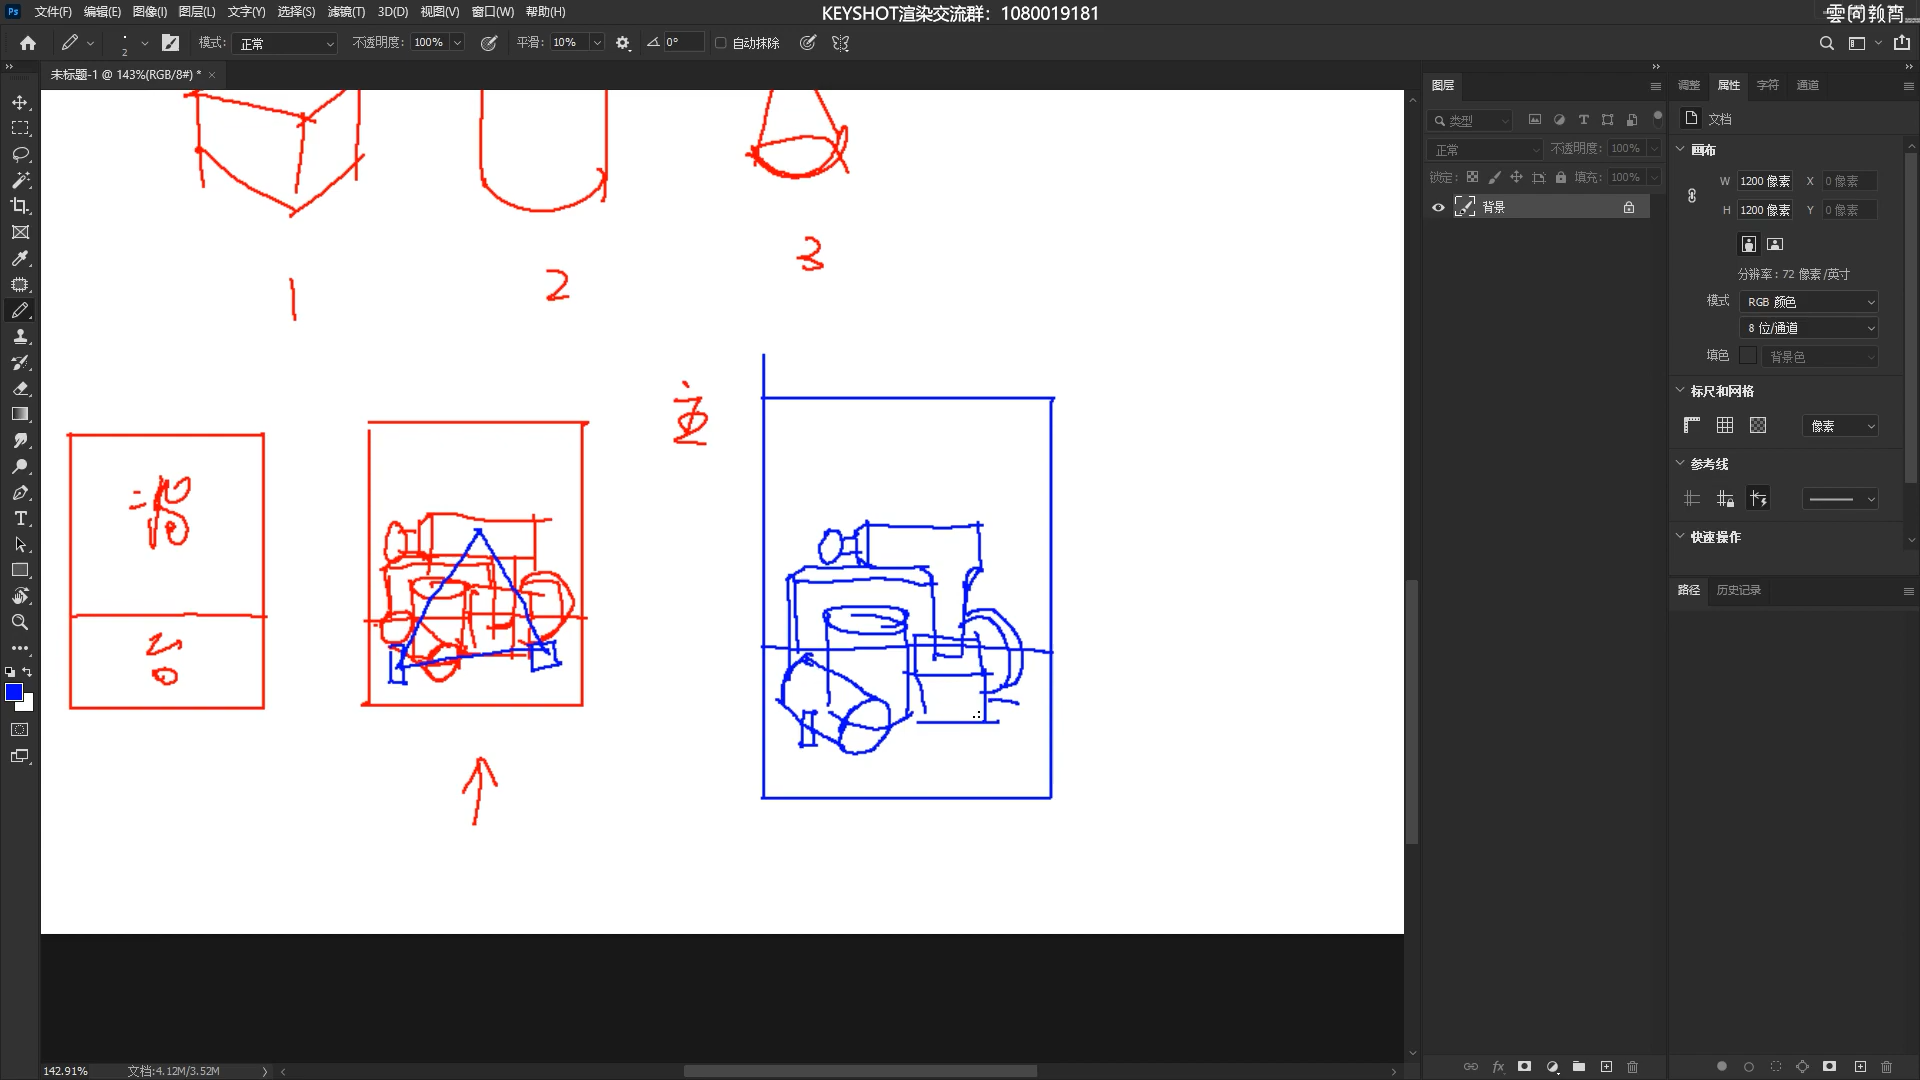 Ps 文件(F) 编辑(E) 图像(I) 图层(L) 文字(Y) 选择(S) 滤镜(T) 3D(D) 视图(V) 窗口(W) 帮助(H)
KEYSHOT渲染交流群：1080019181
2 模式： 正常 不透明度： 100% 平滑： 10% 0° 自动抹除
未标题-1 @ 143%(RGB/8#) * ×
1
2
3
主
142.91% 文档:4.12M/3.52M
图层
类型
正常 不透明度： 100%
锁定： 填充： 100%
背景
fx
调整 属性 字符 通道
文档
画布
W 1200 像素 X 0 像素
H 1200 像素 Y 0 像素
分辨率：72 像素/英寸
模式 RGB 颜色
8 位/通道
填色 背景色
标尺和网格
像素
参考线
快速操作
路径 历史记录